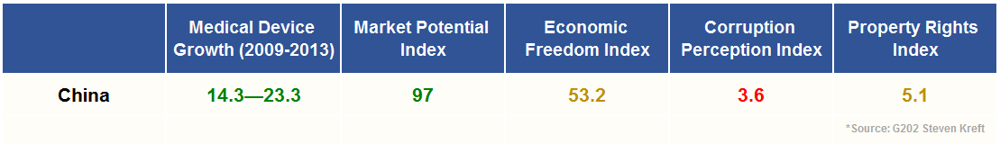 Medical Device
Growth (2009-2013)
Market Potential
Index
Economic
Freedom Index
Corruption
Perception Index
Property Rights
Index
China
14.3—23.3
97
53.2
3.6
5.1
*Source: G202 Steven Kreft